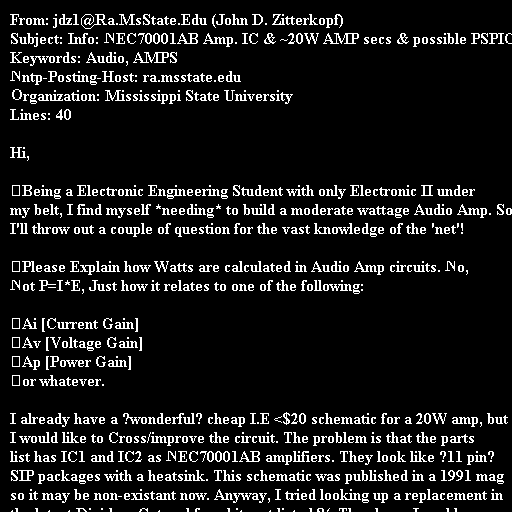 From: jdz1@Ra.MsState.Edu (John D. Zitterkopf)
Subject: Info: NEC70001AB Amp. IC & ~20W AMP secs & possible PSPIC
Keywords: Audio, AMPS
Nntp-Posting-Host: ra.msstate.edu
Organization: Mississippi State University
Lines: 40
Hi,
Being a Electronic Engineering Student with only Electronic II under
my belt, I find myself *needing* to build a moderate wattage Audio Amp. So
I'll throw out a couple of question for the vast knowledge of the 'net'!
Please Explain how Watts are calculated in Audio Amp circuits. No,
Not P=I*E, Just how it relates to one of the following:
Ai [Current Gain]
Av [Voltage Gain]
Ap [Power Gain]
or whatever.
I already have a ?wonderful? cheap I.E <$20 schematic for a 20W amp, but
I would like to Cross/improve the circuit. The problem is that the parts
list has IC1 and IC2 as NEC70001AB amplifiers. They look like ?11 pin?
SIP packages with a heatsink. This schematic was published in a 1991 mag
so it may be non-existant now. Anyway, I tried looking up a replacement in